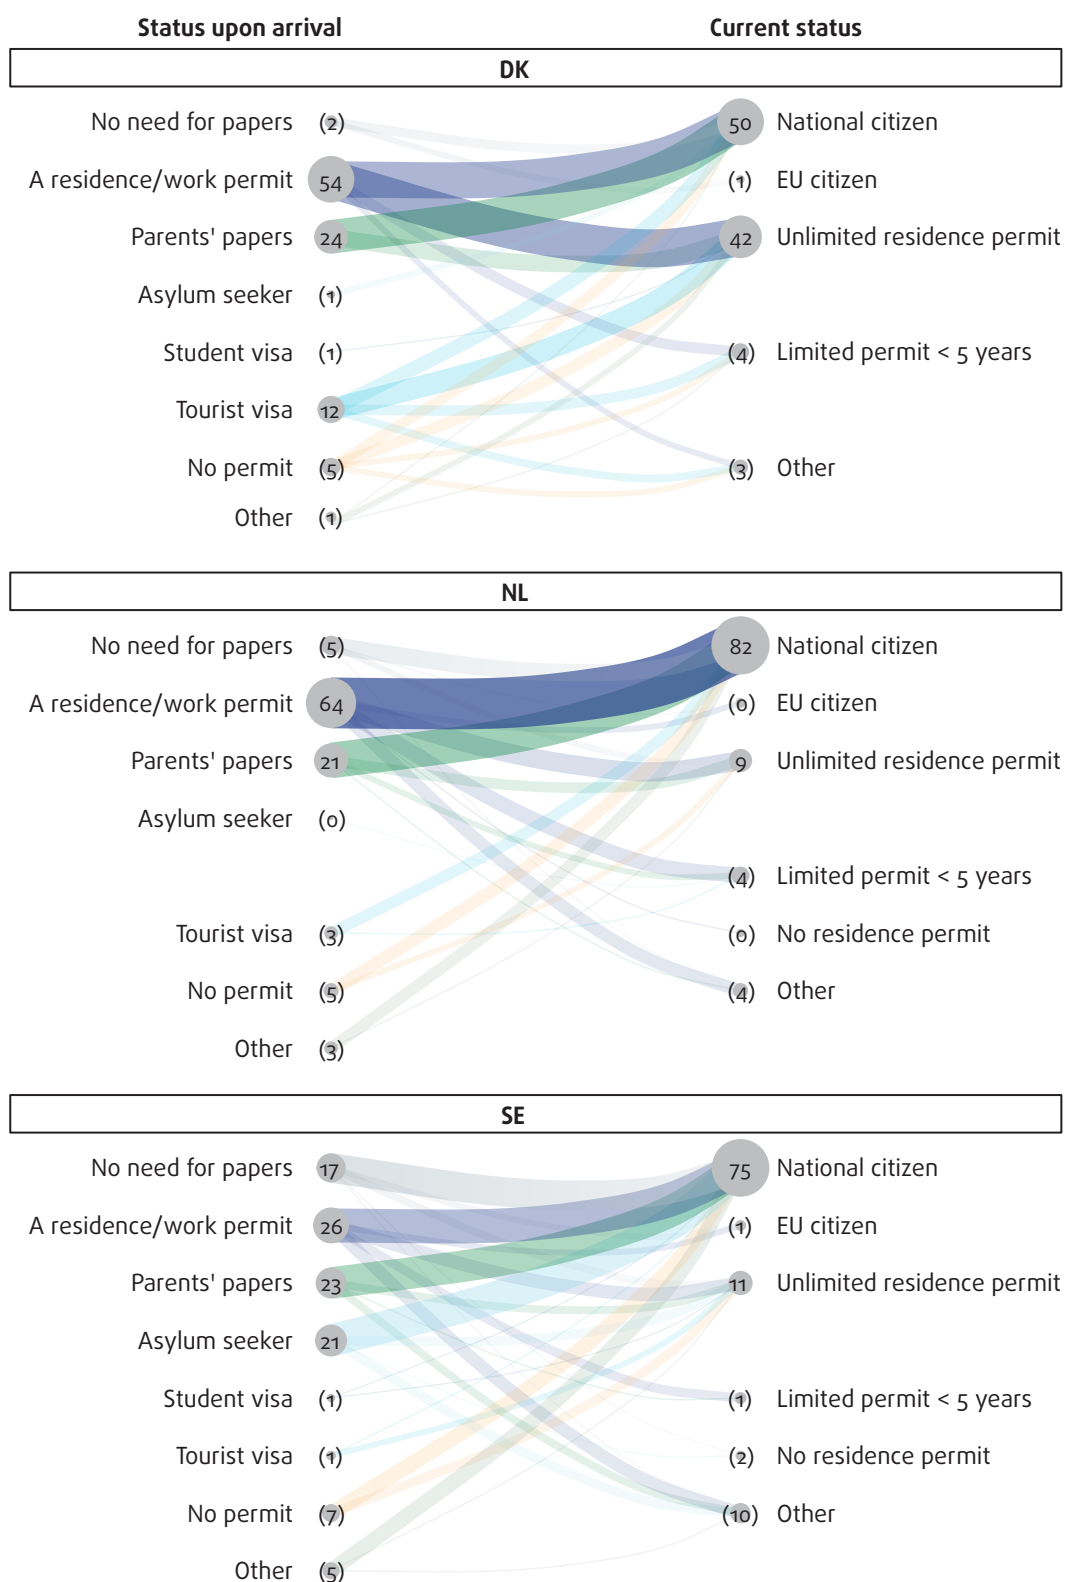 Status upon arrival Current status
DK
No need for papers (2) 50 National citizen
A residence/work permit 54 (1) EU citizen
Parents' papers 24 42 Unlimited residence permit
Asylum seeker (1)
Student visa (1) (4) Limited permit < 5 years
Tourist visa 12
No permit (5) (3) Other
Other (1)
NL
No need for papers (5) 82 National citizen
A residence/work permit 64 (0) EU citizen
Parents' papers 21 9 Unlimited residence permit
Asylum seeker (0)
(4) Limited permit < 5 years
Tourist visa (3) (0) No residence permit
No permit (5) (4) Other
Other (3)
SE
No need for papers 17 75 National citizen
A residence/work permit 26 (1) EU citizen
Parents' papers 23 11 Unlimited residence permit
Asylum seeker 21
Student visa (1) (1) Limited permit < 5 years
Tourist visa (1) (2) No residence permit
No permit (7) (10) Other
Other (5)